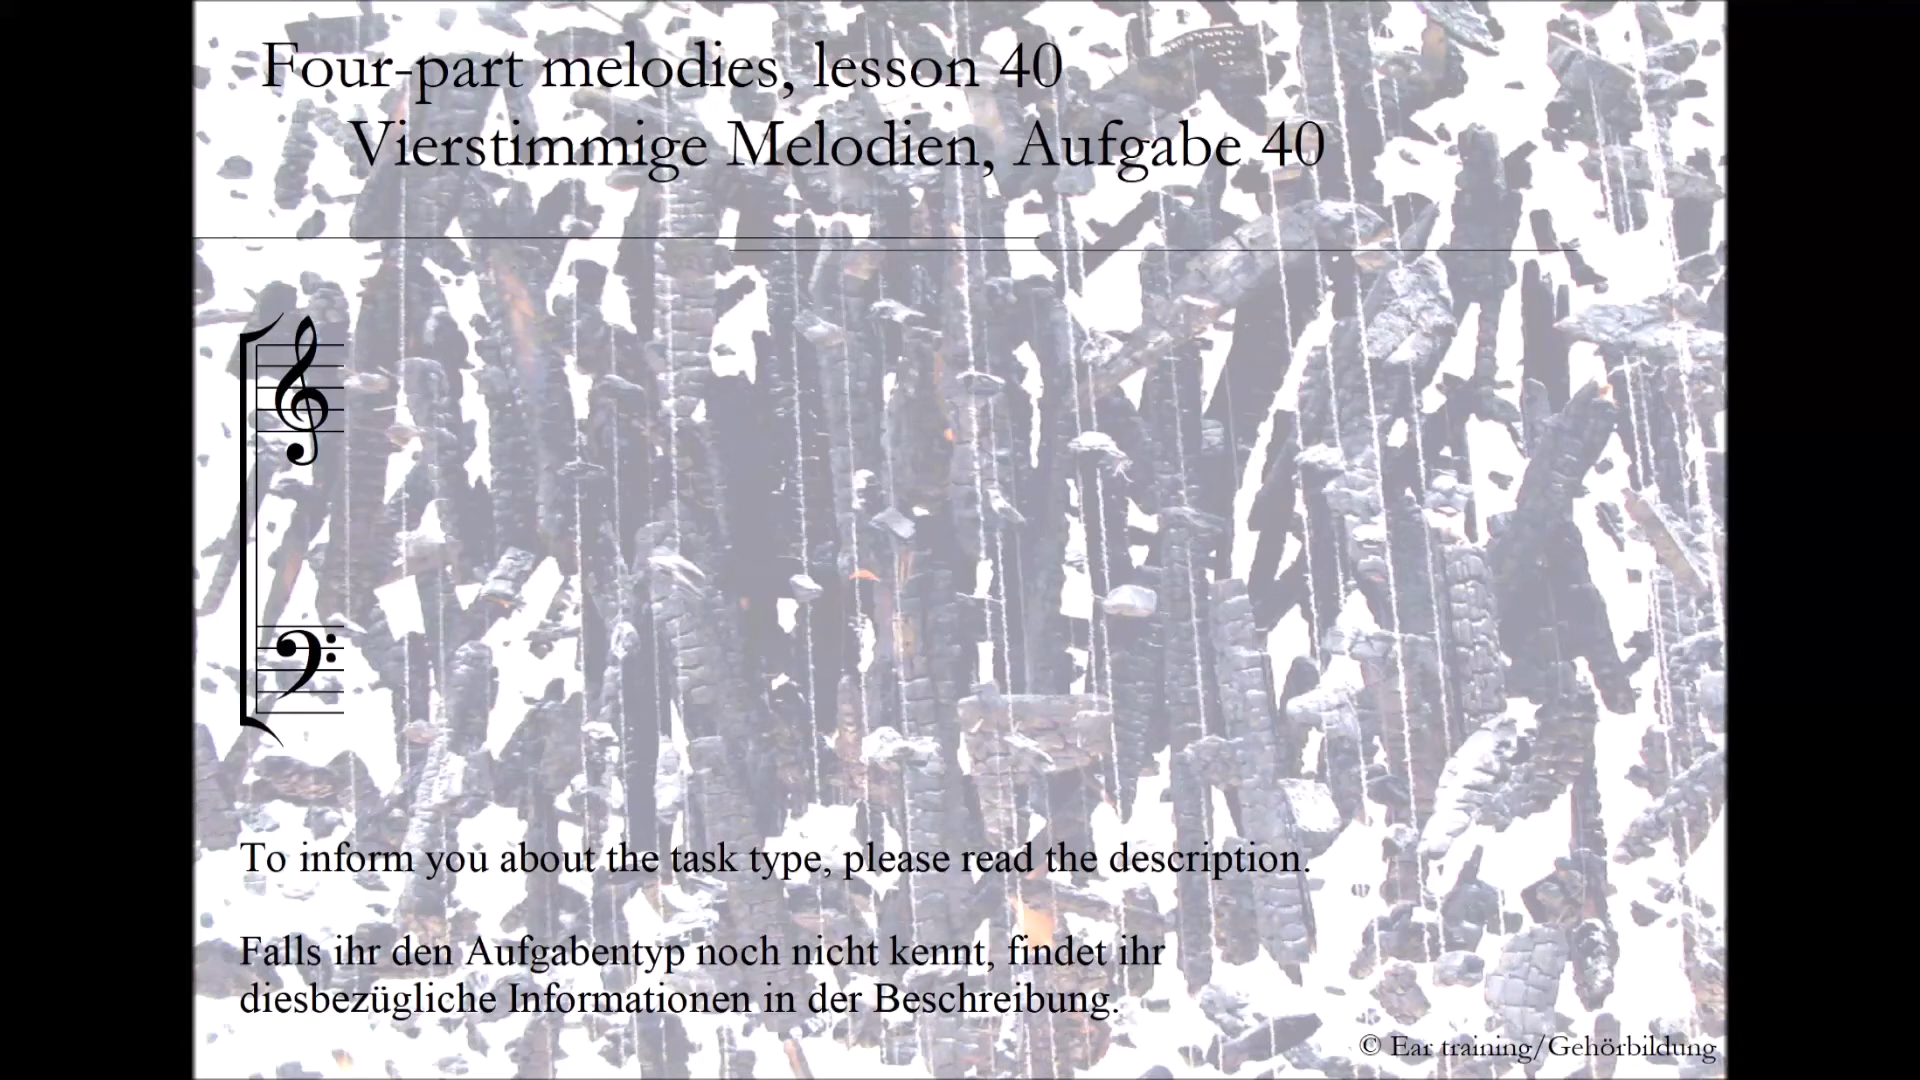 Four-part melodies, lesson 40
Vierstimmige Melodien, Aufgabe 40
To inform you about the task type, please read the description.
Falls ihr den Aufgabentyp noch nicht kennt, findet ihr
diesbezügliche Informationen in der Beschreibung.
© Ear training/Gehörbildung